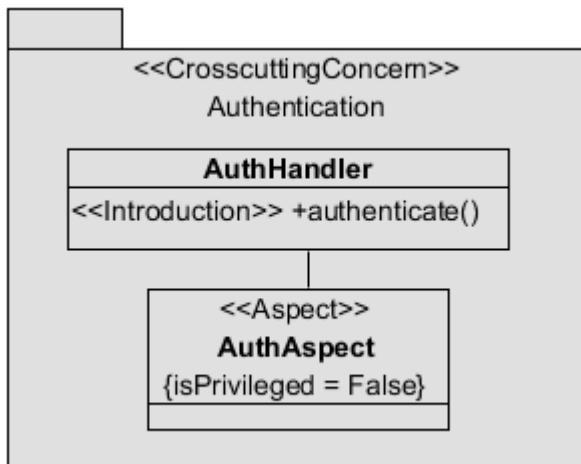 <<CrosscuttingConcern>>
Authentication
AuthHandler
<<Introduction>> +authenticate()
<<Aspect>>
AuthAspect
{isPrivileged = False}